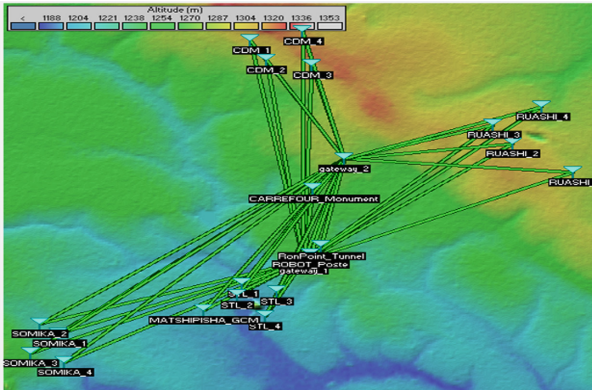 Altitude (m)
< 1188 1204 1221 1238 1254 1270 1287 1304 1320 1336 1353
CDM_4
CDM_1
CDM_2
CDM_3
RUASHI_4
RUASHI_3
RUASHI_2
gateway_2
RUASHI_
CARREFOUR_Monument
RonPoint_Tunnel
ROBOT_Poste
gateway_1
STL_1
STL_3
STL_2
MATSHIPISHA_GCM
STL_4
SOMIKA_2
SOMIKA_1
SOMIKA_3
SOMIKA_4